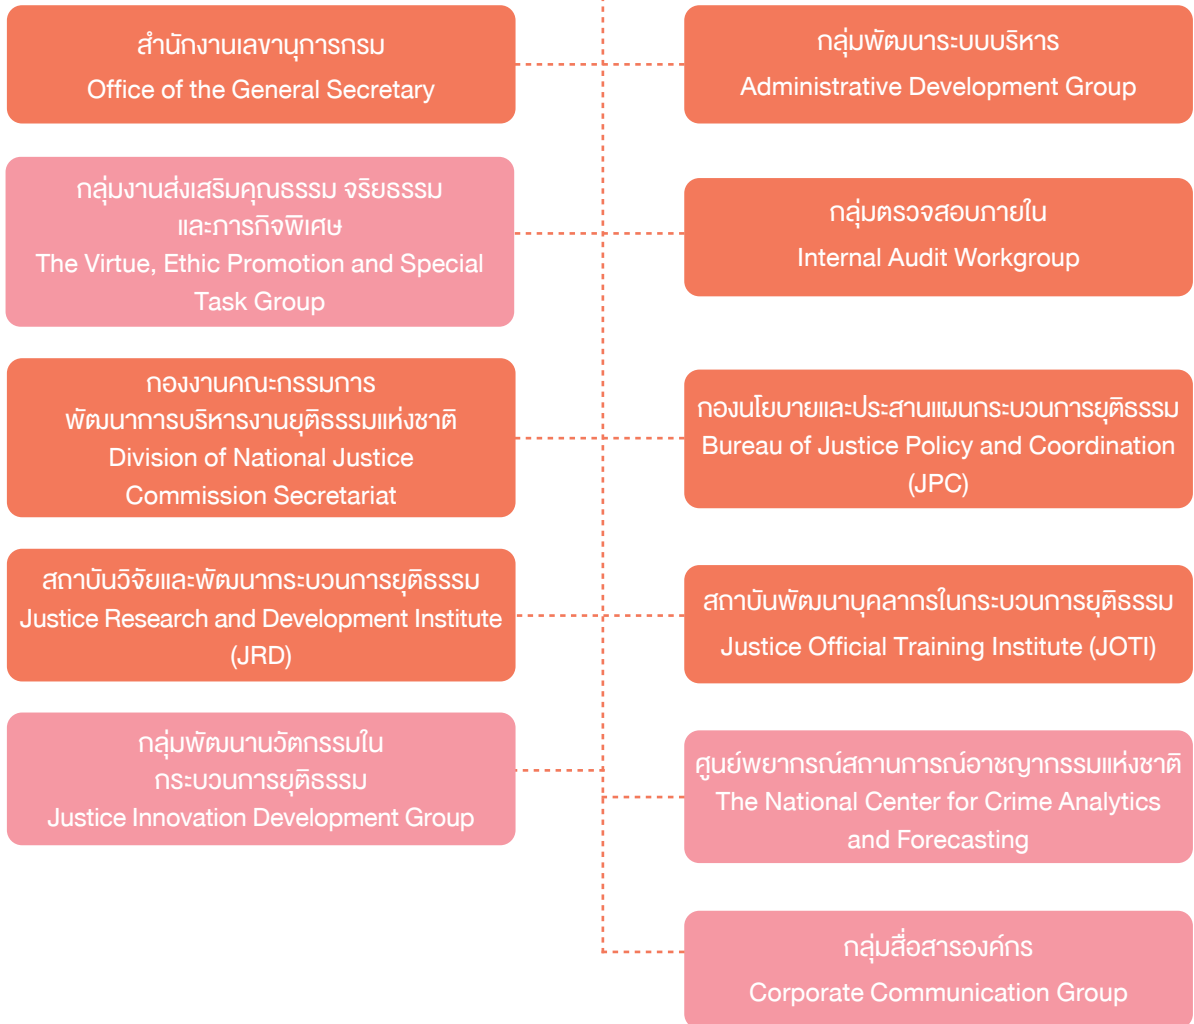 สำนักงานเลขานุการกรม
Office of the General Secretary
กลุ่มพัฒนาระบบบริหาร
Administrative Development Group
กลุ่มงานส่งเสริมคุณธรรม จริยธรรม
และภารกิจพิเศษ
The Virtue, Ethic Promotion and Special
Task Group
กลุ่มตรวจสอบภายใน
Internal Audit Workgroup
กองงานคณะกรรมการ
พัฒนาการบริหารงานยุติธรรมแห่งชาติ
Division of National Justice
Commission Secretariat
กองนโยบายและประสานแผนกระบวนการยุติธรรม
Bureau of Justice Policy and Coordination
(JPC)
สถาบันวิจัยและพัฒนากระบวนการยุติธรรม
Justice Research and Development Institute
(JRD)
สถาบันพัฒนาบุคลากรในกระบวนการยุติธรรม
Justice Official Training Institute (JOTI)
กลุ่มพัฒนานวัตกรรมใน
กระบวนการยุติธรรม
Justice Innovation Development Group
ศูนย์พยากรณ์สถานการณ์อาชญากรรมแห่งชาติ
The National Center for Crime Analytics
and Forecasting
กลุ่มสื่อสารองค์กร
Corporate Communication Group